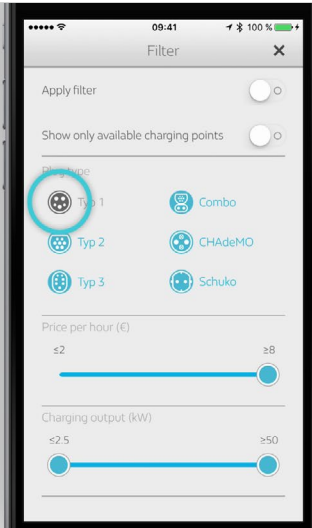 09:41 100 %
Filter
Apply filter
Show only available charging points
Plug type
Typ 1 Combo
Typ 2 CHAdeMO
Typ 3 Schuko
Price per hour (€)
≤2 ≥8
Charging output (kW)
≤2.5 ≥50